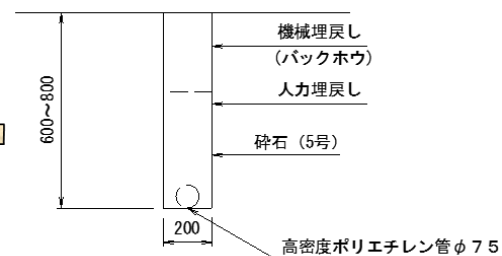 機械埋戻し
(バックホウ)
人力埋戻し
600~800
砕石 (5号)
200
高密度ポリエチレン管φ75